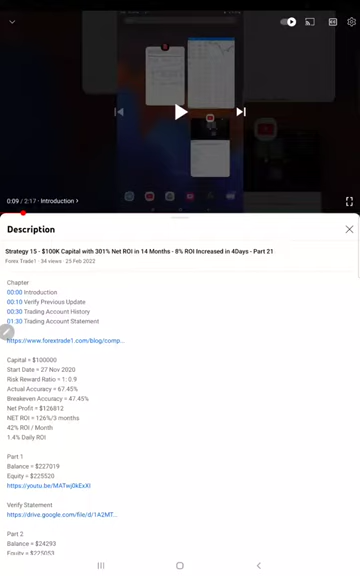 0:09 / 2:17 · Introduction >
Description
Strategy 15 - $100K Capital with 301% Net ROI in 14 Months - 8% ROI Increased in 4Days - Part 21
Forex Trade1 · 34 views · 25 Feb 2022
Chapter
00:00 Introduction
00:10 Verify Previous Update
00:30 Trading Account History
01:30 Trading Account Statement
https://www.forextrade1.com/blog/comp...
Capital = $100000
Start Date = 27 Nov 2020
Risk Reward Ratio = 1: 0.9
Actual Accuracy = 67.45%
Breakeven Accuracy = 47.45%
Net Profit = $126812
NET ROI = 126%/3 months
42% ROI / Month
1.4% Daily ROI
Part 1
Balance = $227019
Equity = $225520
https://youtu.be/MATwj0kExXI
Verify Statement
https://drive.google.com/file/d/1A2MT...
Part 2
Balance = $24293
Equity = $225053